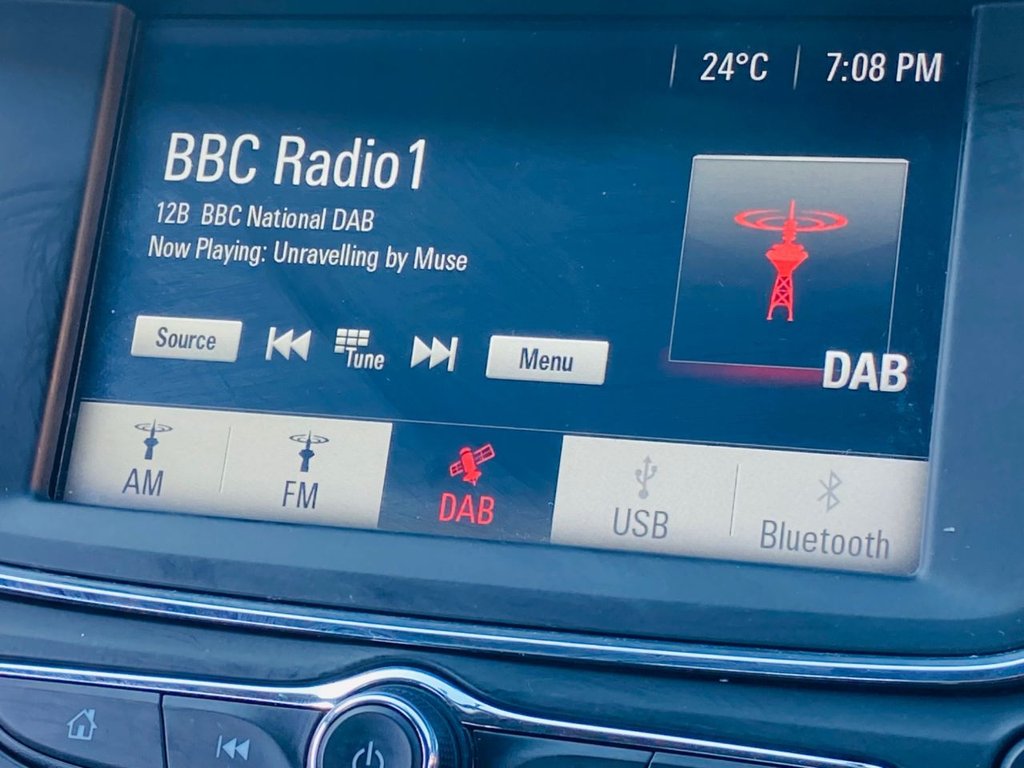 24°C 7:08 PM
BBC Radio1
12B BBC National DAB
Now Playing: Unravelling by Muse
Source Tune Menu
DAB
AM FM DAB USB Bluetooth